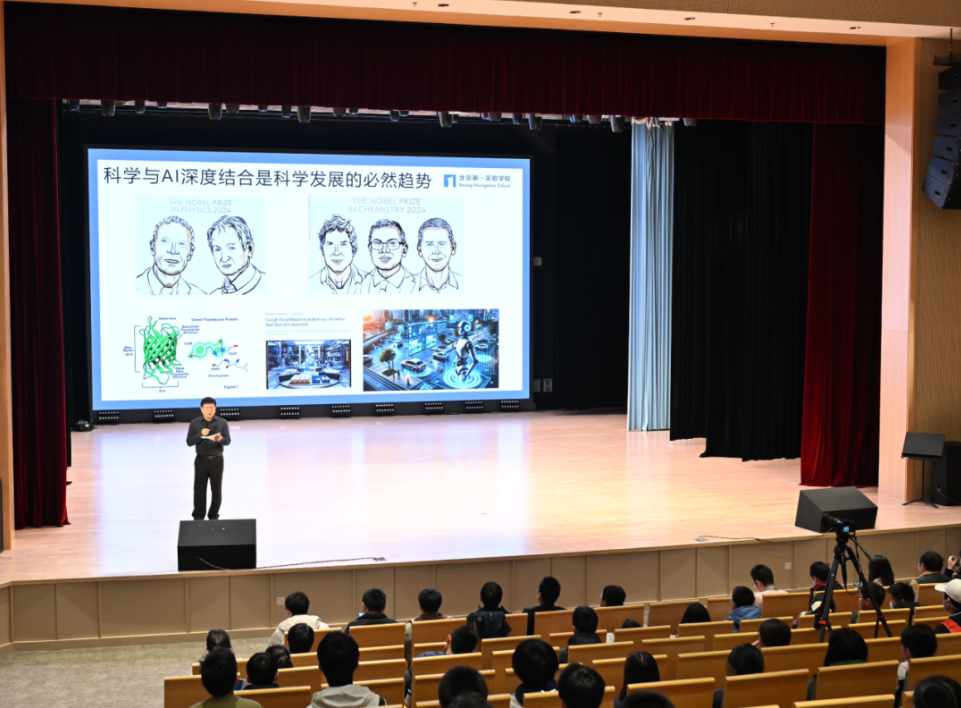 科学与AI深度结合是科学发展的必然趋势
北京第一实验学校
Beijing Navigation School
THE NOBEL PRIZE
IN PHYSICS 2024
THE NOBEL PRIZE
IN CHEMISTRY 2024
Green Fluorescent Protein